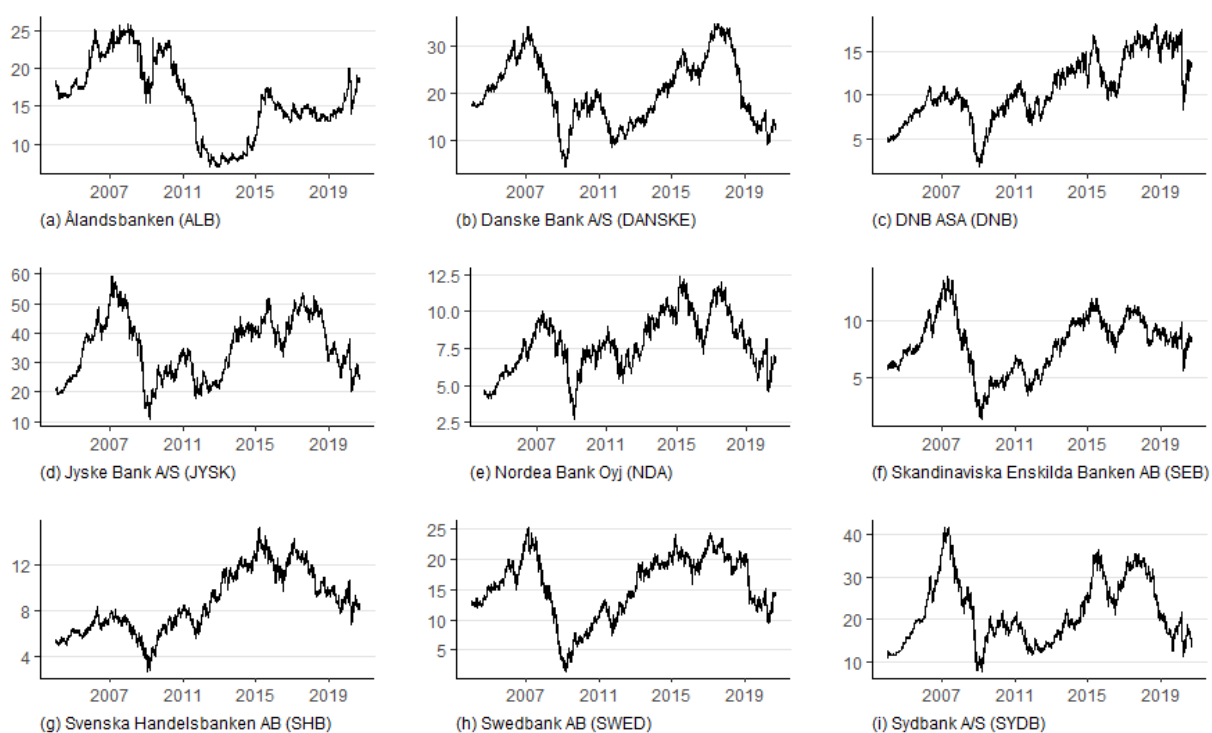 25
20
15
10
2007 2011 2015 2019
(a) Ålandsbanken (ALB)
30
20
10
2007 2011 2015 2019
(b) Danske Bank A/S (DANSKE)
15
10
5
2007 2011 2015 2019
(c) DNB ASA (DNB)
60
50
40
30
20
10
2007 2011 2015 2019
(d) Jyske Bank A/S (JYSK)
12.5
10.0
7.5
5.0
2.5
2007 2011 2015 2019
(e) Nordea Bank Oyj (NDA)
10
5
2007 2011 2015 2019
(f) Skandinaviska Enskilda Banken AB (SEB)
12
8
4
2007 2011 2015 2019
(g) Svenska Handelsbanken AB (SHB)
25
20
15
10
5
2007 2011 2015 2019
(h) Swedbank AB (SWED)
40
30
20
10
2007 2011 2015 2019
(i) Sydbank A/S (SYDB)